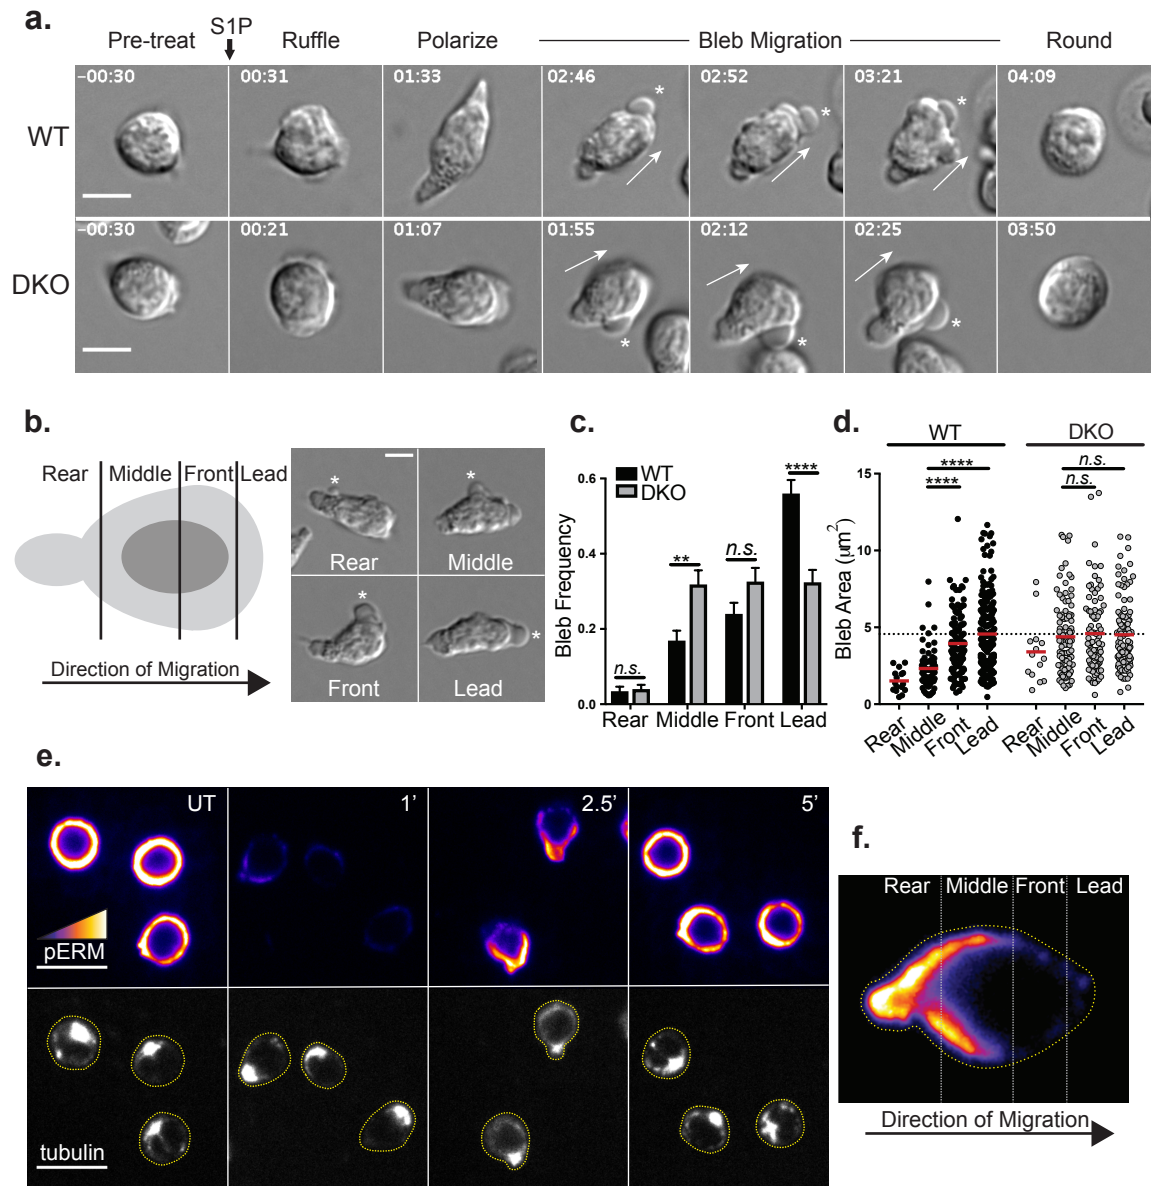 a.
S1P
Pre-treat Ruffle Polarize Bleb Migration Round
WT
–00:30 00:31 01:33 02:46 02:52 03:21 04:09
* * *
DKO
–00:30 00:21 01:07 01:55 02:12 02:25 03:50
* * *
b.
Rear Middle Front Lead
Direction of Migration
* *
Rear Middle
* *
Front Lead
c.
WT
DKO
Bleb Frequency
0.6
0.4
0.2
0.0
n.s. ** n.s. ****
Rear Middle Front Lead
d.
WT DKO
Bleb Area (μm²)
15
10
5
0
**** n.s.
**** n.s.
Rear Middle Front Lead Rear Middle Front Lead
e.
UT 1’ 2.5’ 5’
pERM
tubulin
f.
Rear Middle Front Lead
Direction of Migration